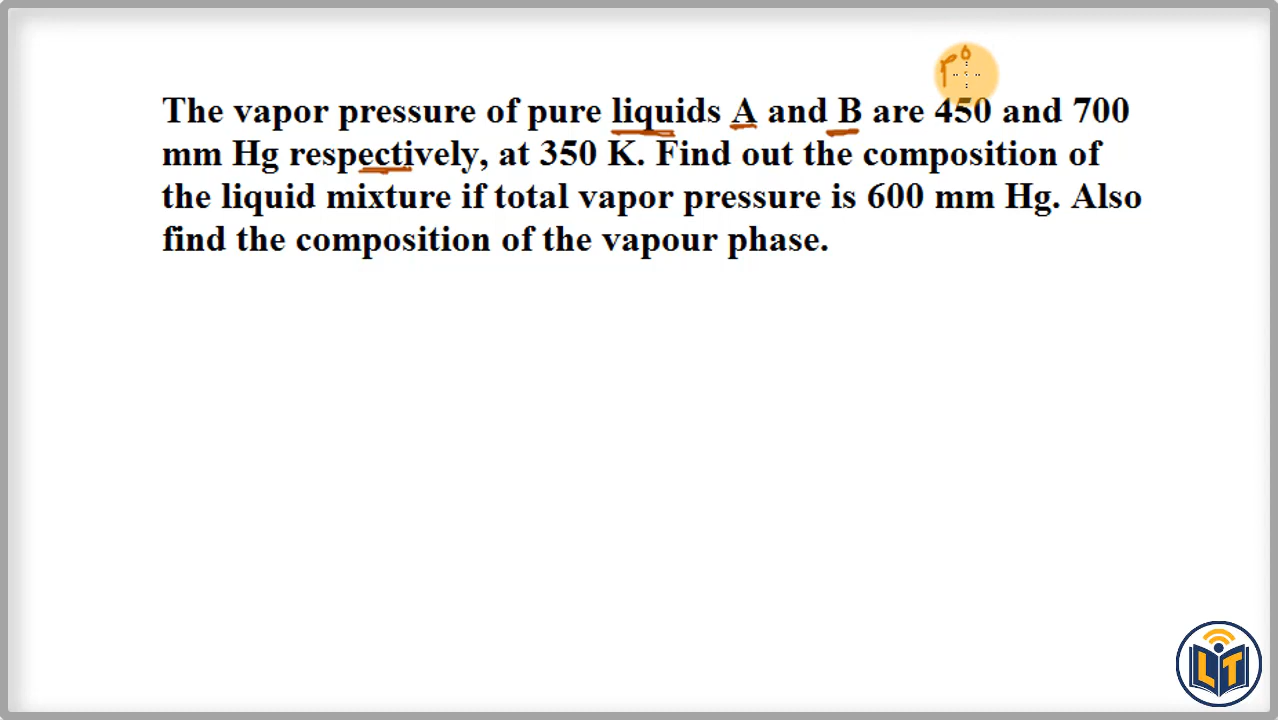 p°
The vapor pressure of pure liquids A and B are 450 and 700
mm Hg respectively, at 350 K. Find out the composition of
the liquid mixture if total vapor pressure is 600 mm Hg. Also
find the composition of the vapour phase.
LT